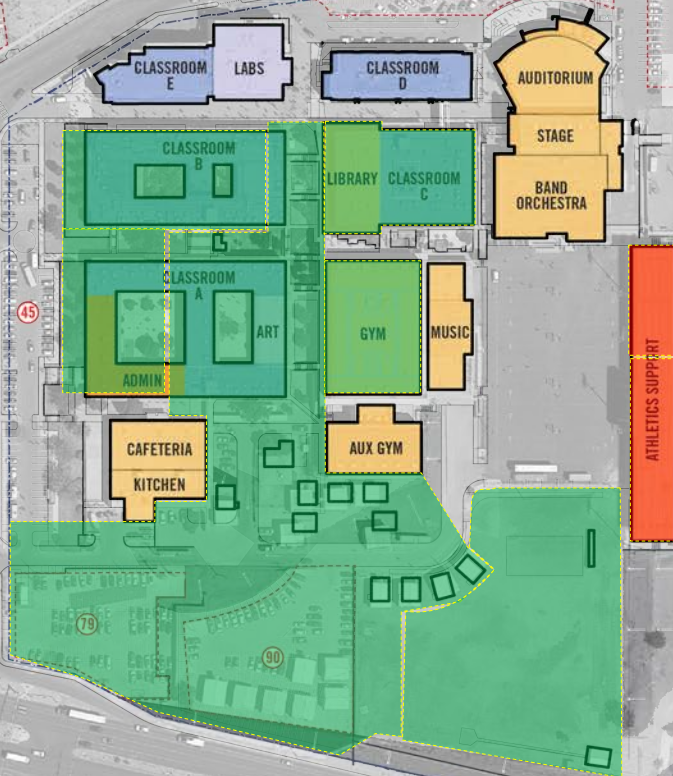 CLASSROOM
E
LABS
CLASSROOM
D
AUDITORIUM
STAGE
BAND
ORCHESTRA
CLASSROOM
B
LIBRARY
CLASSROOM
C
CLASSROOM
A
ART
ADMIN
GYM
MUSIC
45
ATHLETICS SUPPORT
CAFETERIA
KITCHEN
AUX GYM
79
90